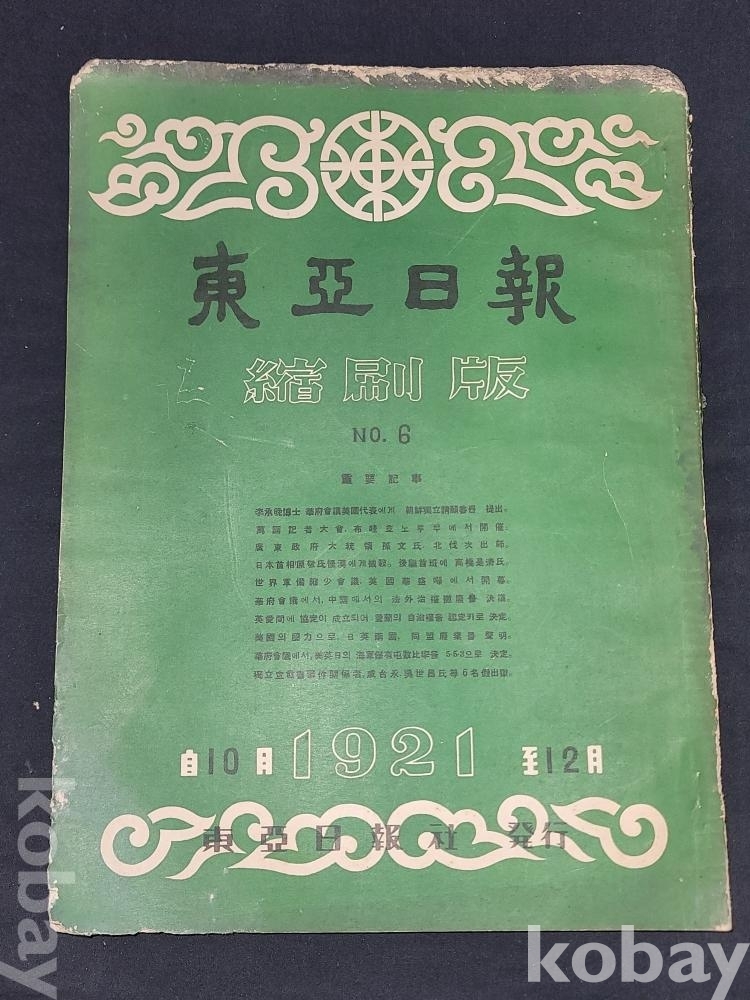 東亞日報
縮刷版
NO. 6
重要記事
李承晩博士 華府會議美國代表에게 朝鮮獨立請願書를 提出.
萬國記者大會, 布哇호노루루에서 開催.
廣東政府大統領孫文氏, 北伐次出師.
日本首相原敬氏怪漢에게被殺, 後繼首班에 高橋是淸氏.
世界軍備縮少會議, 美國華盛頓에서 開幕.
華府會議에서, 中國에서의 治外法權撤廢를 決議.
英愛間에 協定이 成立되어 愛蘭의 自治權을 認定키로 決定.
美國의 壓力으로, 日英兩國, 同盟廢棄를 聲明.
華府會議에서, 美英日의 海軍保有屯數比率을 5·5·3으로 決定.
獨立宣言書事件關係者, 咸台永·吳世昌氏等6名假出獄.
自10月 1921 至12月
東亞日報社 發行
kobay
kobay